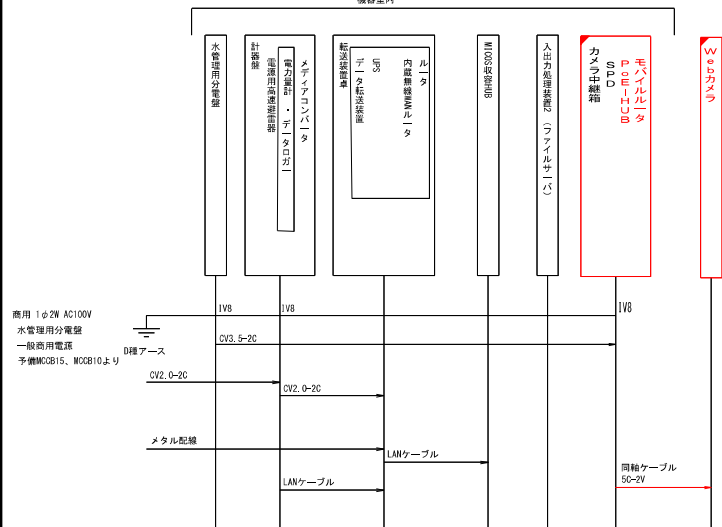 機器室内
水管理用分電盤
計器盤
電源用高速避雷器
電力量計 ・ データロガー
メディアコンバータ
転送装置卓
データ転送装置
UPS
内蔵無線WANルータ
ルータ
MICOS収容HUB
入出力処理装置2 (ファイルサーバ)
カメラ中継箱
SPD
PoE-HUB
モバイルルータ
Webカメラ
商用 1φ2W AC100V
水管理用分電盤
一般商用電源
予備MCCB15、MCCB10より
D種アース
IV8
IV8
IV8
CV3.5-2C
CV2.0-2C
CV2.0-2C
メタル配線
LANケーブル
LANケーブル
同軸ケーブル
5C-2V